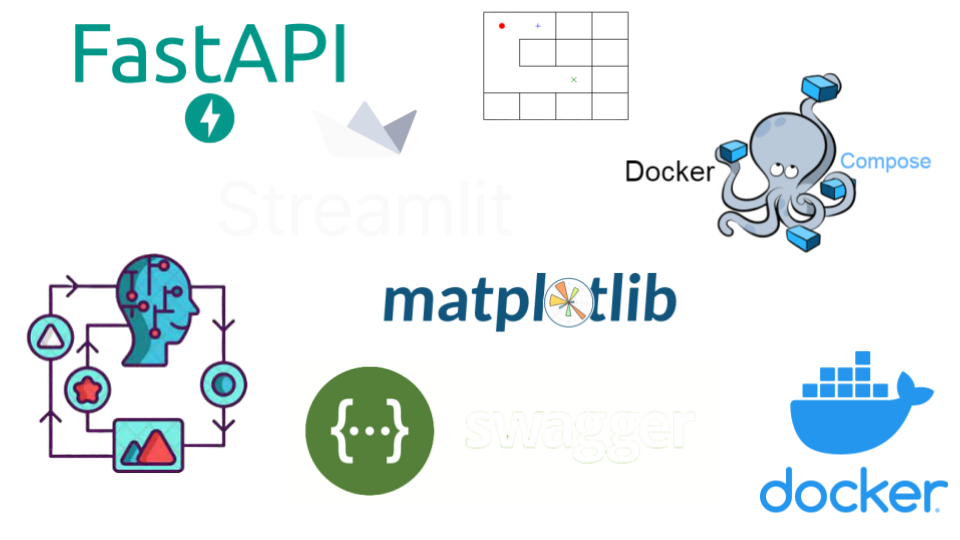 FastAPI
Streamlit
Docker
Compose
matplotlib
{...}
swagger
docker